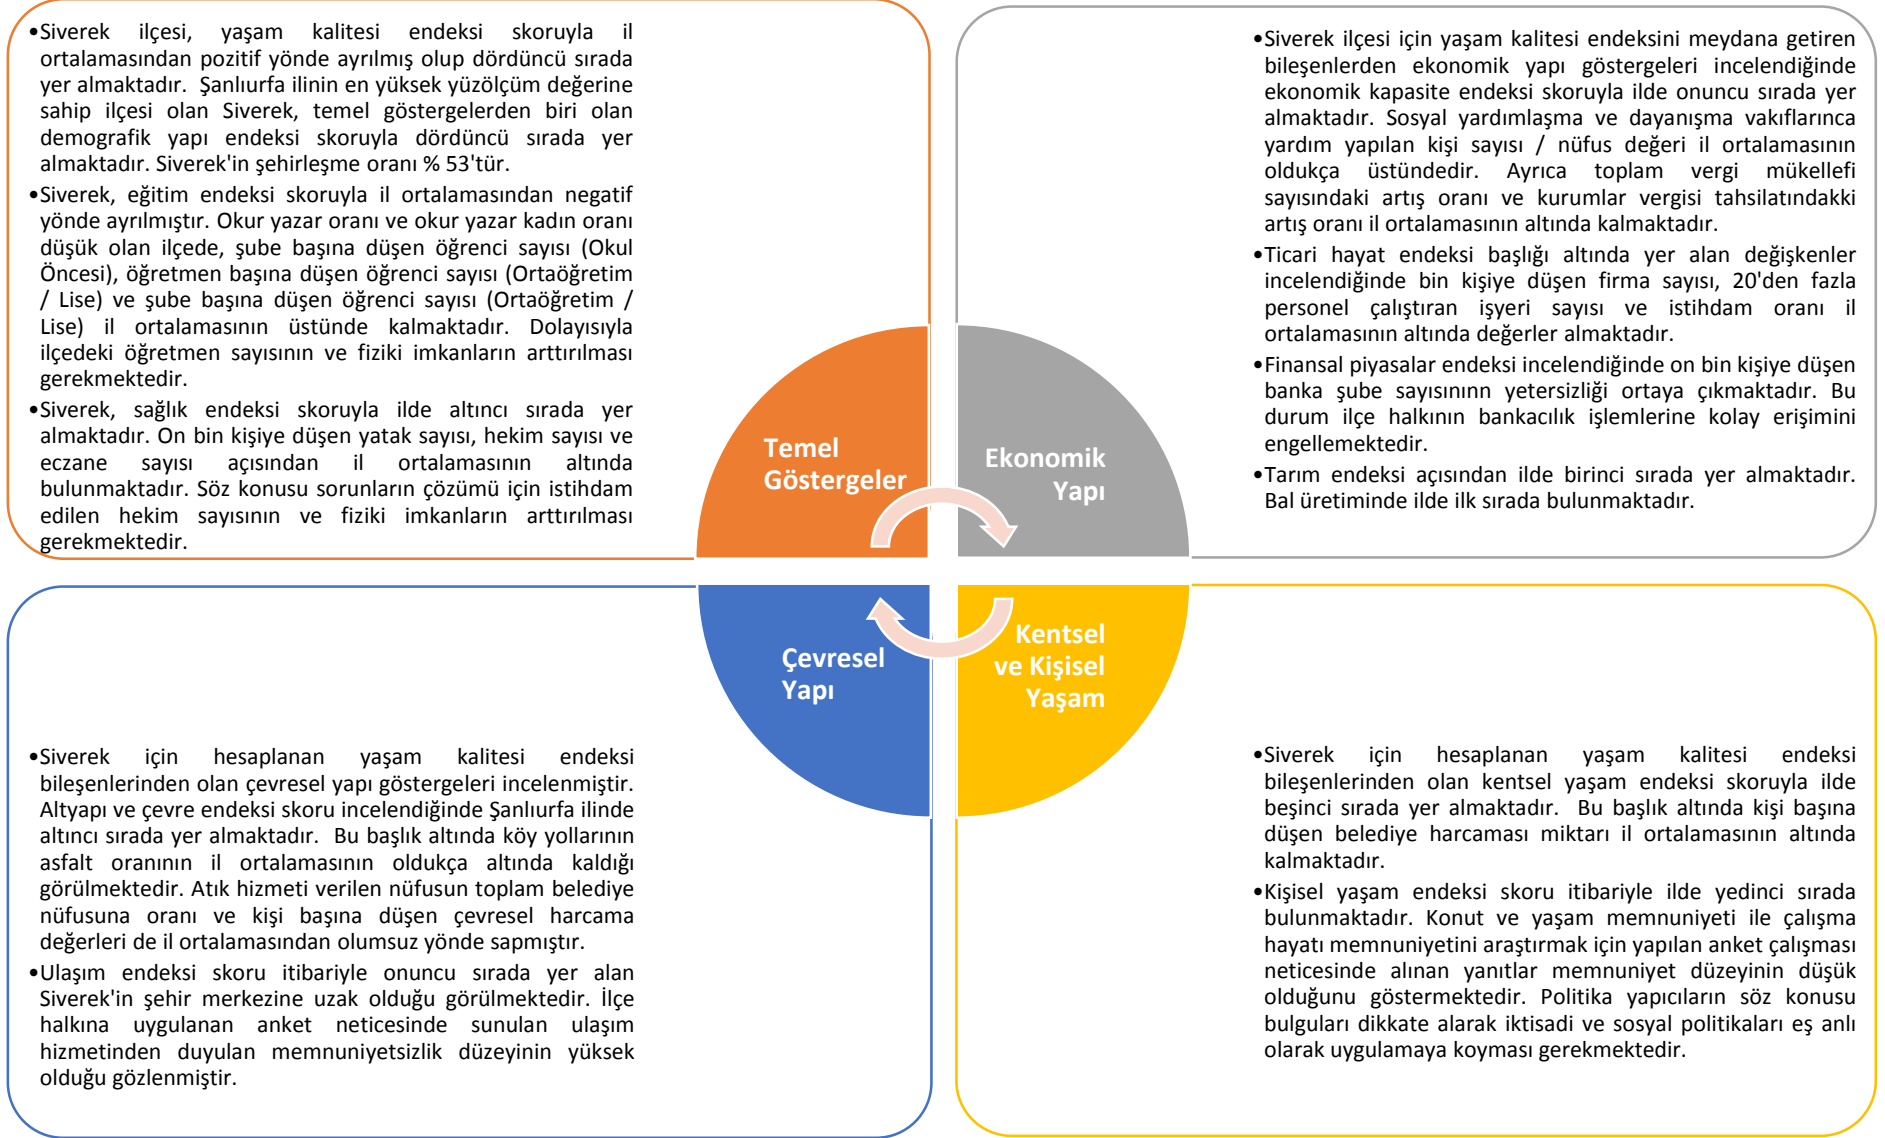 •Siverek ilçesi, yaşam kalitesi endeksi skoruyla il
ortalamasından pozitif yönde ayrılmış olup dördüncü sırada
yer almaktadır. Şanlıurfa ilinin en yüksek yüzölçüm değerine
sahip ilçesi olan Siverek, temel göstergelerden biri olan
demografik yapı endeksi skoruyla dördüncü sırada yer
almaktadır. Siverek'in şehirleşme oranı % 53'tür.
•Siverek, eğitim endeksi skoruyla il ortalamasından negatif
yönde ayrılmıştır. Okur yazar oranı ve okur yazar kadın oranı
düşük olan ilçede, şube başına düşen öğrenci sayısı (Okul
Öncesi), öğretmen başına düşen öğrenci sayısı (Ortaöğretim
/ Lise) ve şube başına düşen öğrenci sayısı (Ortaöğretim /
Lise) il ortalamasının üstünde kalmaktadır. Dolayısıyla
ilçedeki öğretmen sayısının ve fiziki imkanların arttırılması
gerekmektedir.
•Siverek, sağlık endeksi skoruyla ilde altıncı sırada yer
almaktadır. On bin kişiye düşen yatak sayısı, hekim sayısı ve
eczane sayısı açısından il ortalamasının altında
bulunmaktadır. Söz konusu sorunların çözümü için istihdam
edilen hekim sayısının ve fiziki imkanların arttırılması
gerekmektedir.
Temel
Göstergeler
•Siverek ilçesi için yaşam kalitesi endeksini meydana getiren
bileşenlerden ekonomik yapı göstergeleri incelendiğinde
ekonomik kapasite endeksi skoruyla ilde onuncu sırada yer
almaktadır. Sosyal yardımlaşma ve dayanışma vakıflarınca
yardım yapılan kişi sayısı / nüfus değeri il ortalamasının
oldukça üstündedir. Ayrıca toplam vergi mükellefi
sayısındaki artış oranı ve kurumlar vergisi tahsilatındakki
artış oranı il ortalamasının altında kalmaktadır.
•Ticari hayat endeksi başlığı altında yer alan değişkenler
incelendiğinde bin kişiye düşen firma sayısı, 20'den fazla
personel çalıştıran işyeri sayısı ve istihdam oranı il
ortalamasının altında değerler almaktadır.
•Finansal piyasalar endeksi incelendiğinde on bin kişiye düşen
banka şube sayısınınn yetersizliği ortaya çıkmaktadır. Bu
durum ilçe halkının bankacılık işlemlerine kolay erişimini
engellemektedir.
•Tarım endeksi açısından ilde birinci sırada yer almaktadır.
Bal üretiminde ilde ilk sırada bulunmaktadır.
Ekonomik
Yapı
•Siverek için hesaplanan yaşam kalitesi endeksi
bileşenlerinden olan çevresel yapı göstergeleri incelenmiştir.
Altyapı ve çevre endeksi skoru incelendiğinde Şanlıurfa ilinde
altıncı sırada yer almaktadır. Bu başlık altında köy yollarının
asfalt oranının il ortalamasının oldukça altında kaldığı
görülmektedir. Atık hizmeti verilen nüfusun toplam belediye
nüfusuna oranı ve kişi başına düşen çevresel harcama
değerleri de il ortalamasından olumsuz yönde sapmıştır.
•Ulaşım endeksi skoru itibariyle onuncu sırada yer alan
Siverek'in şehir merkezine uzak olduğu görülmektedir. İlçe
halkına uygulanan anket neticesinde sunulan ulaşım
hizmetinden duyulan memnuniyetsizlik düzeyinin yüksek
olduğu gözlenmiştir.
Çevresel
Yapı
Kentsel
ve Kişisel
Yaşam
•Siverek için hesaplanan yaşam kalitesi endeksi
bileşenlerinden olan kentsel yaşam endeksi skoruyla ilde
beşinci sırada yer almaktadır. Bu başlık altında kişi başına
düşen belediye harcaması miktarı il ortalamasının altında
kalmaktadır.
•Kişisel yaşam endeksi skoru itibariyle ilde yedinci sırada
bulunmaktadır. Konut ve yaşam memnuniyeti ile çalışma
hayatı memnuniyetini araştırmak için yapılan anket çalışması
neticesinde alınan yanıtlar memnuniyet düzeyinin düşük
olduğunu göstermektedir. Politika yapıcıların söz konusu
bulguları dikkate alarak iktisadi ve sosyal politikaları eş anlı
olarak uygulamaya koyması gerekmektedir.